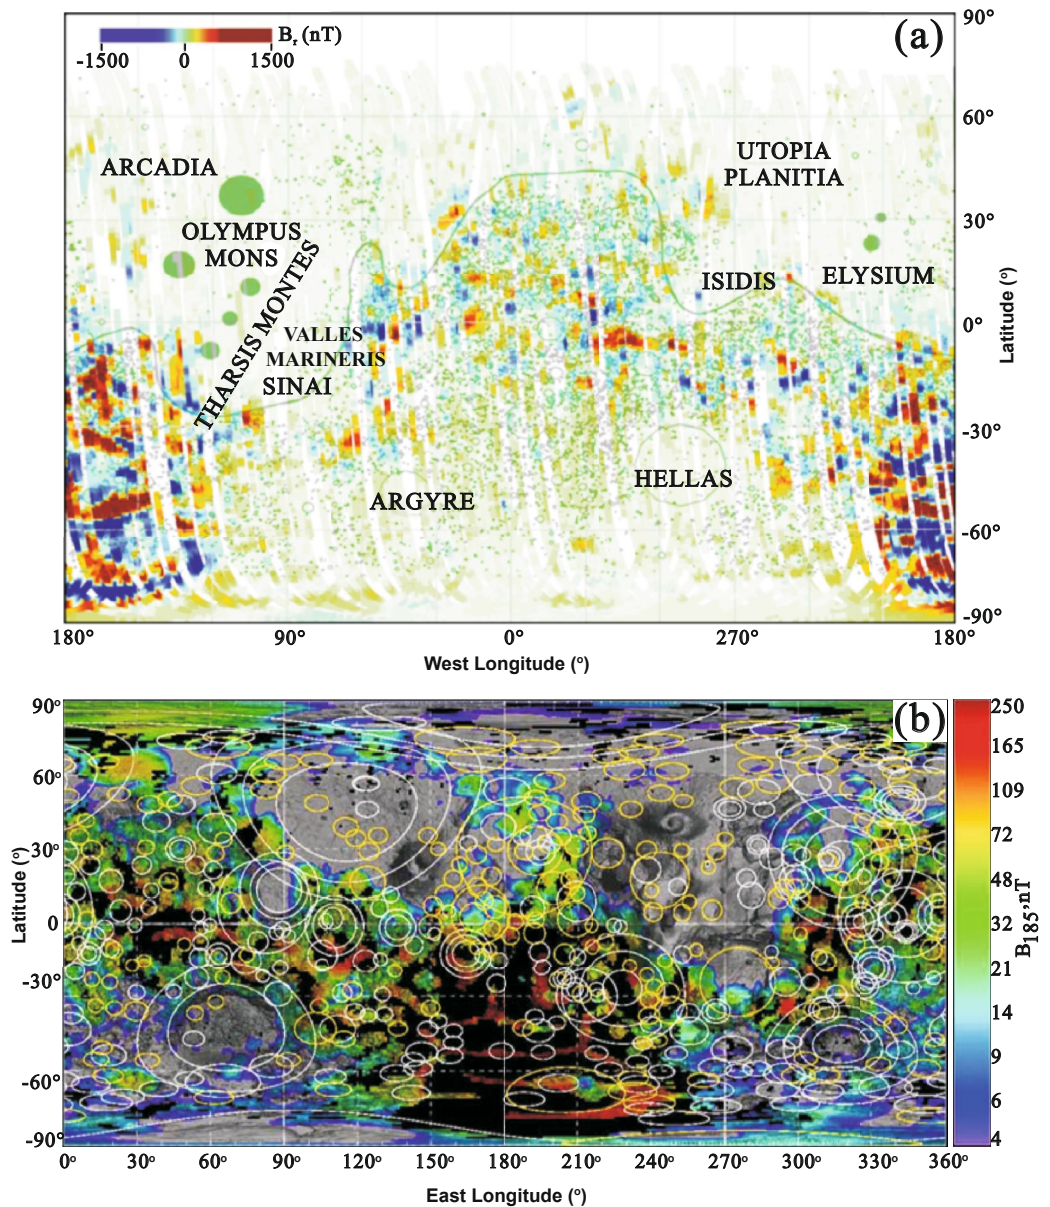 (a)
B_r (nT)
-1500 0 1500
90°
60°
30°
0°
-30°
-60°
-90°
Latitude (°)
ARCADIA
UTOPIA
PLANITIA
OLYMPUS
MONS
THARSIS MONTES
ISIDIS
ELYSIUM
VALLES
MARINERIS
SINAI
HELLAS
ARGYRE
180° 90° 0° 270° 180°
West Longitude (°)
(b)
90°
60°
30°
0
-30°
-60°
-90°
Latitude (°)
250
165
109
72
48
32
21
14
9
6
4
B185,nT
0° 30° 60° 90° 120° 150° 180° 210° 240° 270° 300° 330° 360°
East Longitude (°)